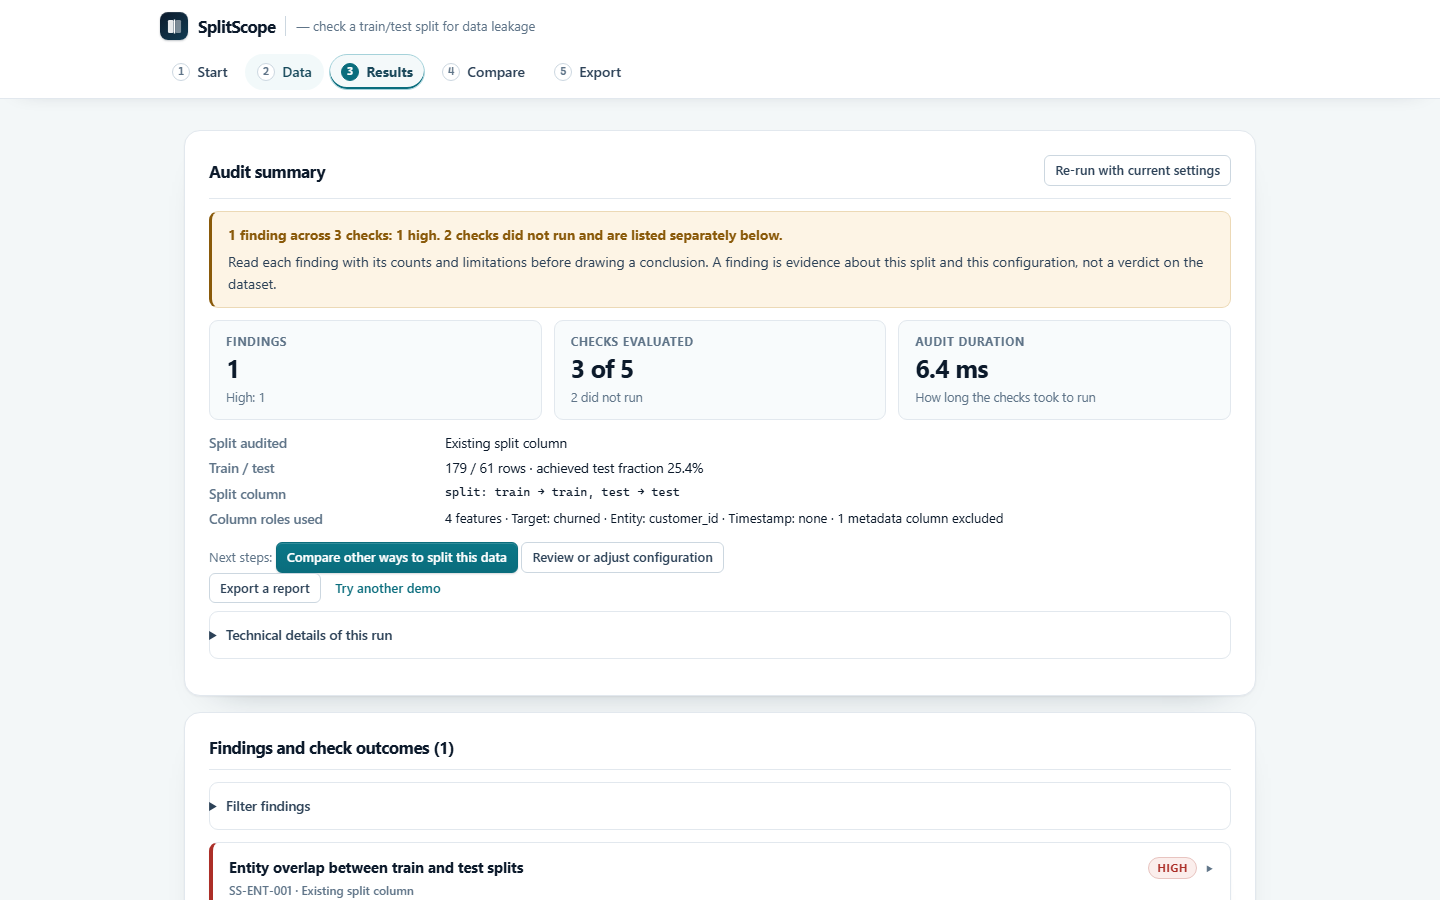 SplitScope — check a train/test split for data leakage
1 Start 2 Data 3 Results 4 Compare 5 Export
Audit summary Re-run with current settings
1 finding across 3 checks: 1 high. 2 checks did not run and are listed separately below.
Read each finding with its counts and limitations before drawing a conclusion. A finding is evidence about this split and this configuration, not a verdict on the
dataset.
FINDINGS
1
High: 1
CHECKS EVALUATED
3 of 5
2 did not run
AUDIT DURATION
6.4 ms
How long the checks took to run
Split audited Existing split column
Train / test 179 / 61 rows · achieved test fraction 25.4%
Split column split: train → train, test → test
Column roles used 4 features · Target: churned · Entity: customer_id · Timestamp: none · 1 metadata column excluded
Next steps: Compare other ways to split this data Review or adjust configuration
Export a report Try another demo
Technical details of this run
Findings and check outcomes (1)
Filter findings
Entity overlap between train and test splits HIGH
SS-ENT-001 · Existing split column